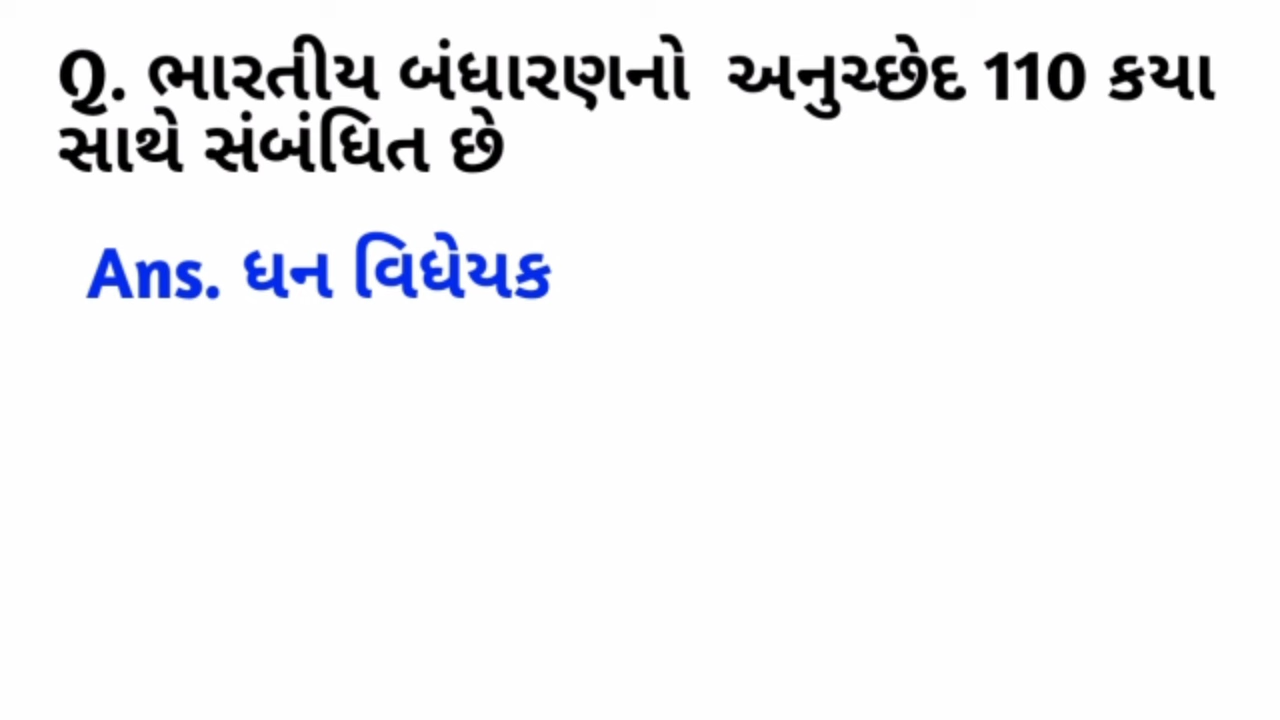 Q. ભારતીય બંધારણનો અનુચ્છેદ 110 કયા
સાથે સંબંધિત છે
Ans. ધન વિધેયક